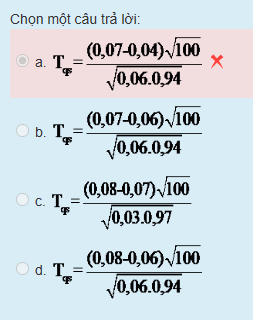 Chọn một câu trả lời:
a. Tqs = (0,07-0,04)√100 / √0,06.0,94
b. Tqs = (0,07-0,06)√100 / √0,06.0,94
c. Tqs = (0,08-0,07)√100 / √0,03.0,97
d. Tqs = (0,08-0,06)√100 / √0,06.0,94